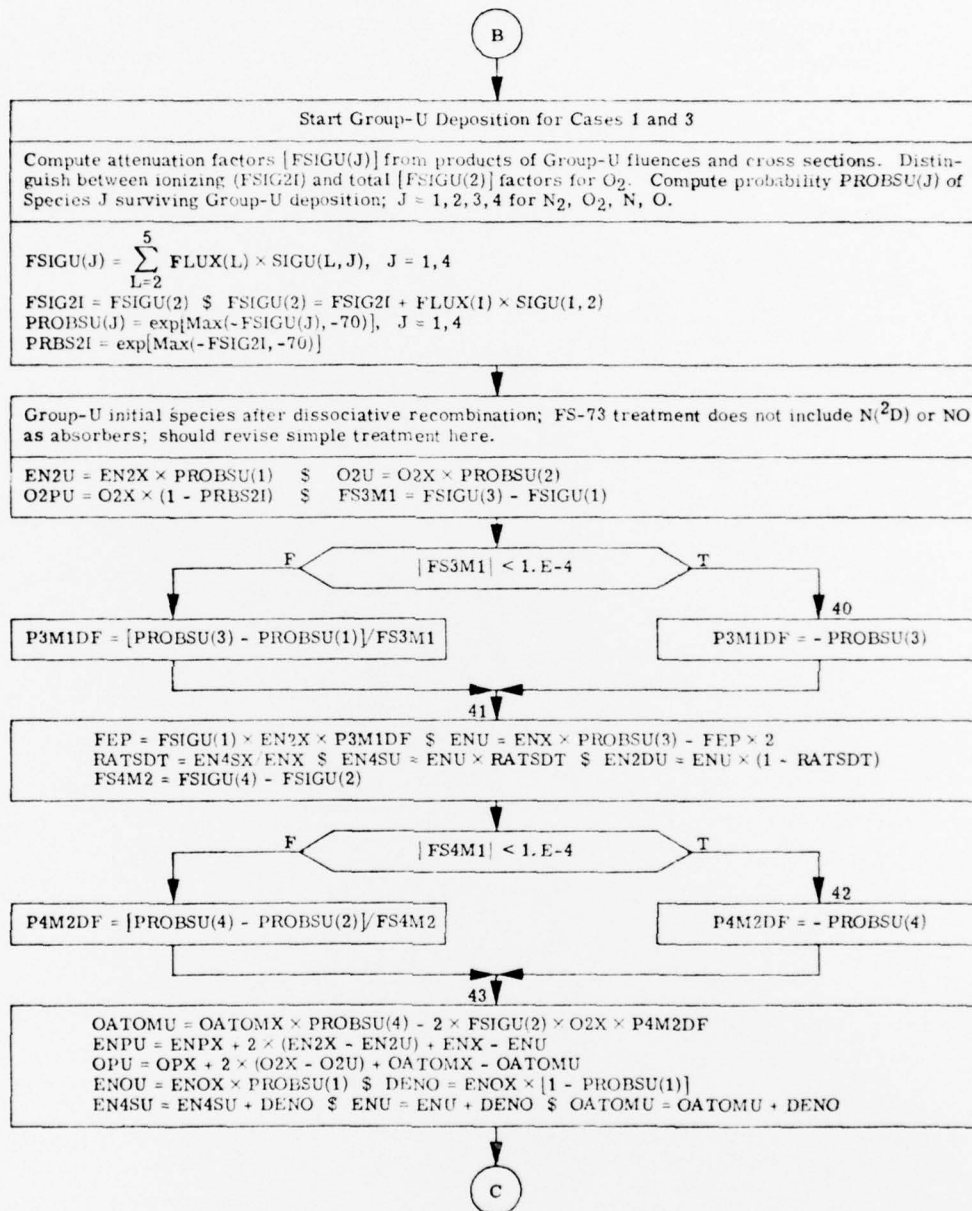 B
Start Group-U Deposition for Cases 1 and 3
Compute attenuation factors [FSIGU(J)] from products of Group-U fluences and cross sections. Distin-
guish between ionizing (FSIG2I) and total [FSIGU(2)] factors for O₂. Compute probability PROBSU(J) of
Species J surviving Group-U deposition; J = 1, 2, 3, 4 for N₂, O₂, N, O.
5
FSIGU(J) = ∑ FLUX(L) × SIGU(L, J), J = 1, 4
L=2
FSIG2I = FSIGU(2) $ FSIGU(2) = FSIG2I + FLUX(1) × SIGU(1, 2)
PROBSU(J) = exp[Max(-FSIGU(J), -70)], J = 1, 4
PRBS2I = exp[Max(-FSIG2I, -70)]
Group-U initial species after dissociative recombination; FS-73 treatment does not include N(²D) or NO
as absorbers; should revise simple treatment here.
EN2U = EN2X × PROBSU(1) $ O2U = O2X × PROBSU(2)
O2PU = O2X × (1 - PRBS2I) $ FS3M1 = FSIGU(3) - FSIGU(1)
F |FS3M1| < 1.E-4 T
40
P3M1DF = [PROBSU(3) - PROBSU(1)]/FS3M1 P3M1DF = - PROBSU(3)
41
FEP = FSIGU(1) × EN2X × P3M1DF $ ENU = ENX × PROBSU(3) - FEP × 2
RATSDT = EN4SX/ENX $ EN4SU = ENU × RATSDT $ EN2DU = ENU × (1 - RATSDT)
FS4M2 = FSIGU(4) - FSIGU(2)
F |FS4M1| < 1.E-4 T
42
P4M2DF = [PROBSU(4) - PROBSU(2)]/FS4M2 P4M2DF = - PROBSU(4)
43
OATOMU = OATOMX × PROBSU(4) - 2 × FSIGU(2) × O2X × P4M2DF
ENPU = ENPX + 2 × (EN2X - EN2U) + ENX - ENU
OPU = OPX + 2 × (O2X - O2U) + OATOMX - OATOMU
ENOU = ENOX × PROBSU(1) $ DENO = ENOX × [1 - PROBSU(1)]
EN4SU = EN4SU + DENO $ ENU = ENU + DENO $ OATOMU = OATOMU + DENO
C